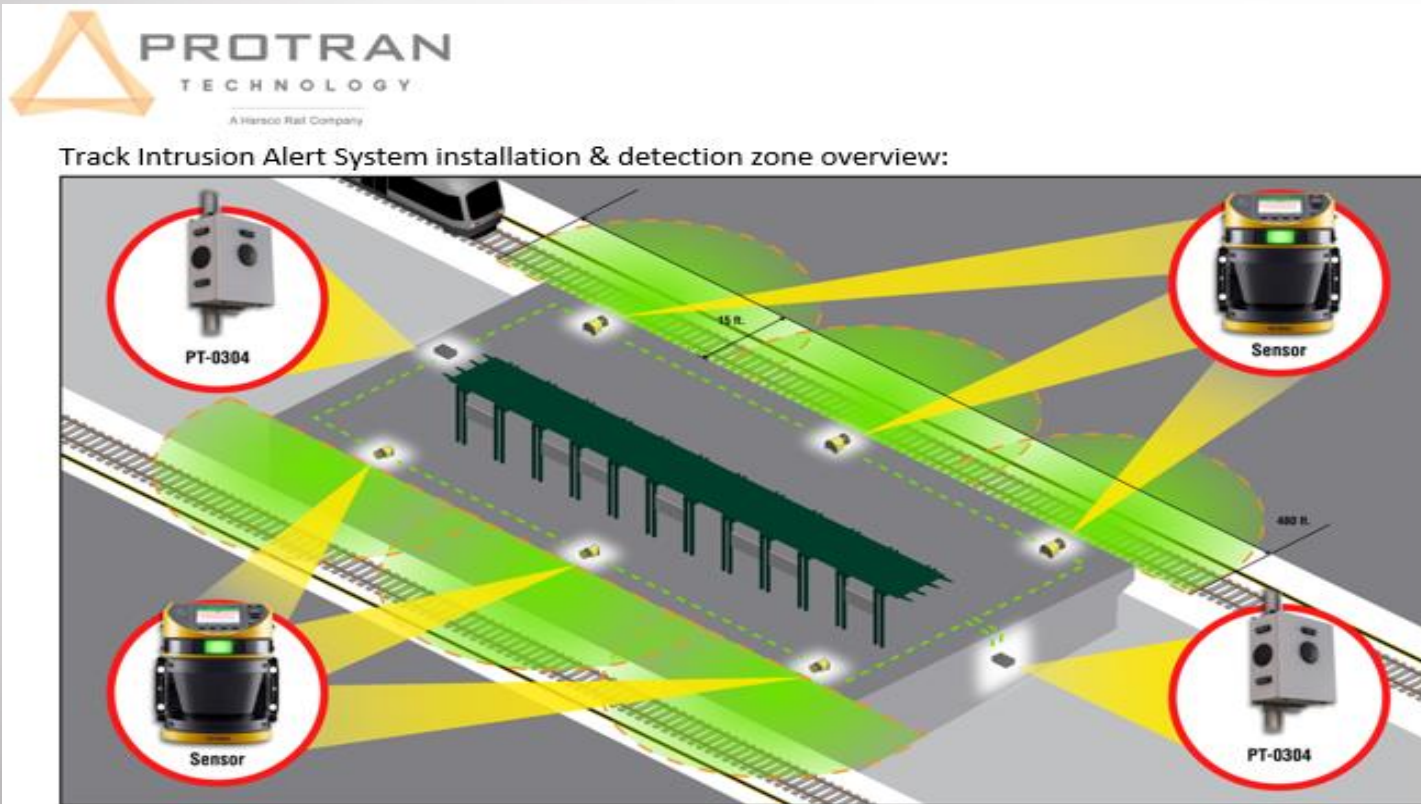 PROTRAN
TECHNOLOGY
A Harsco Rail Company
Track Intrusion Alert System installation & detection zone overview:
PT-0304
15 ft.
Sensor
480 ft.
Sensor
PT-0304